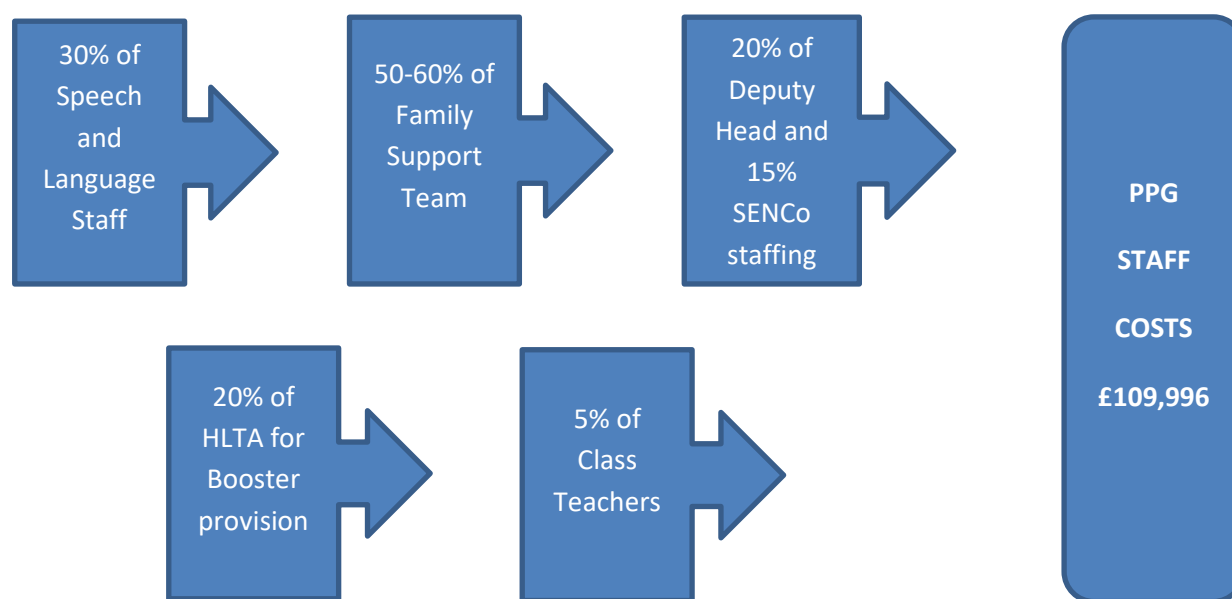 30% of
Speech
and
Language
Staff
50-60% of
Family
Support
Team
20% of
Deputy
Head and
15%
SENCo
staffing
20% of
HLTA for
Booster
provision
5% of
Class
Teachers
PPG
STAFF
COSTS
£109,996